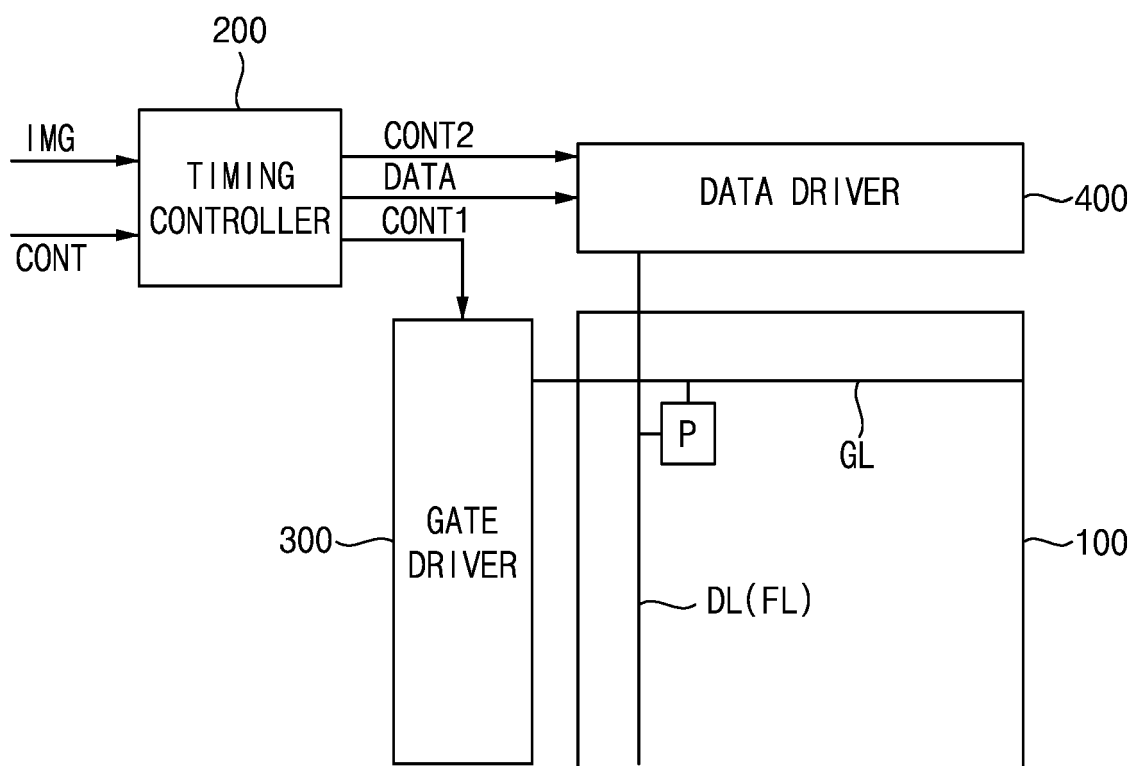 200
IMG
CONT
TIMING
CONTROLLER
CONT2
DATA
CONT1
DATA DRIVER
400
P
GL
300
GATE
DRIVER
100
DL(FL)